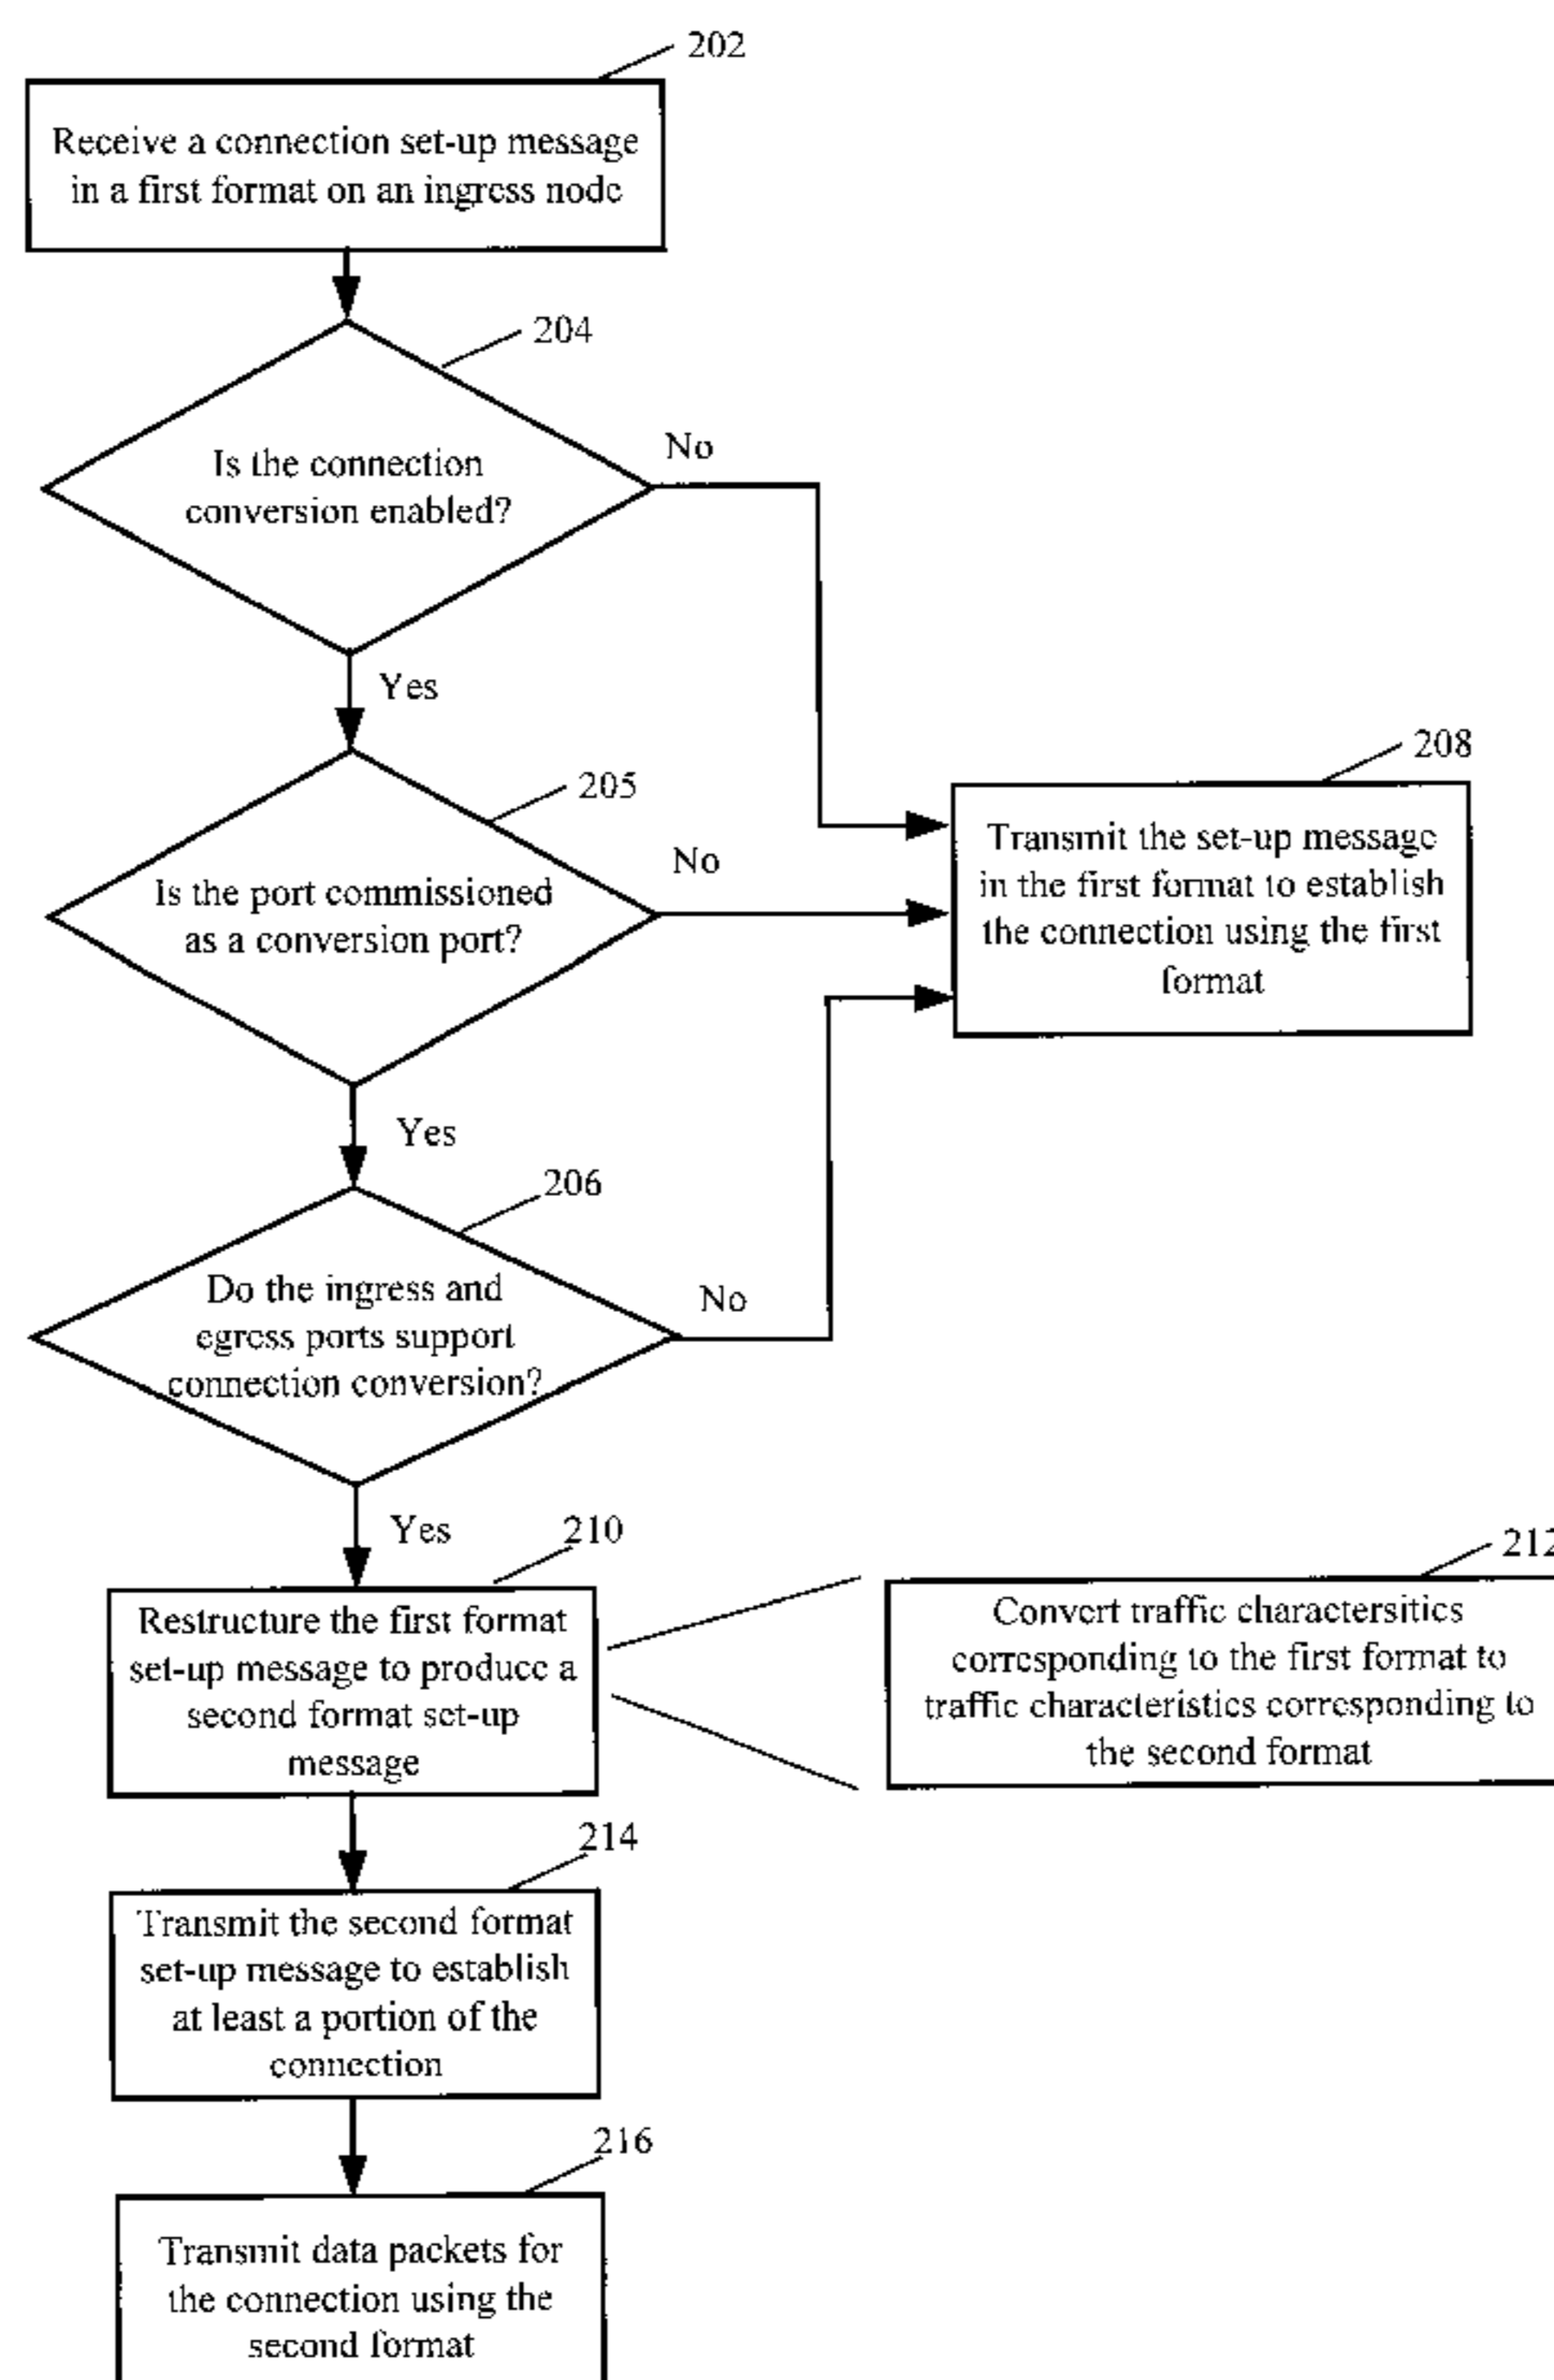 202
Receive a connection set-up message
in a first format on an ingress node
204
Is the connection
conversion enabled?
No
Yes
205
Is the port commissioned
as a conversion port?
No
208
Transmit the set-up message
in the first format to establish
the connection using the first
format
Yes
206
Do the ingress and
egress ports support
connection conversion?
No
Yes
210
Restructure the first format
set-up message to produce a
second format set-up
message
212
Convert traffic charactersitics
corresponding to the first format to
traffic characteristics corresponding to
the second format
214
Transmit the second format
set-up message to establish
at least a portion of the
connection
216
Transmit data packets for
the connection using the
second format